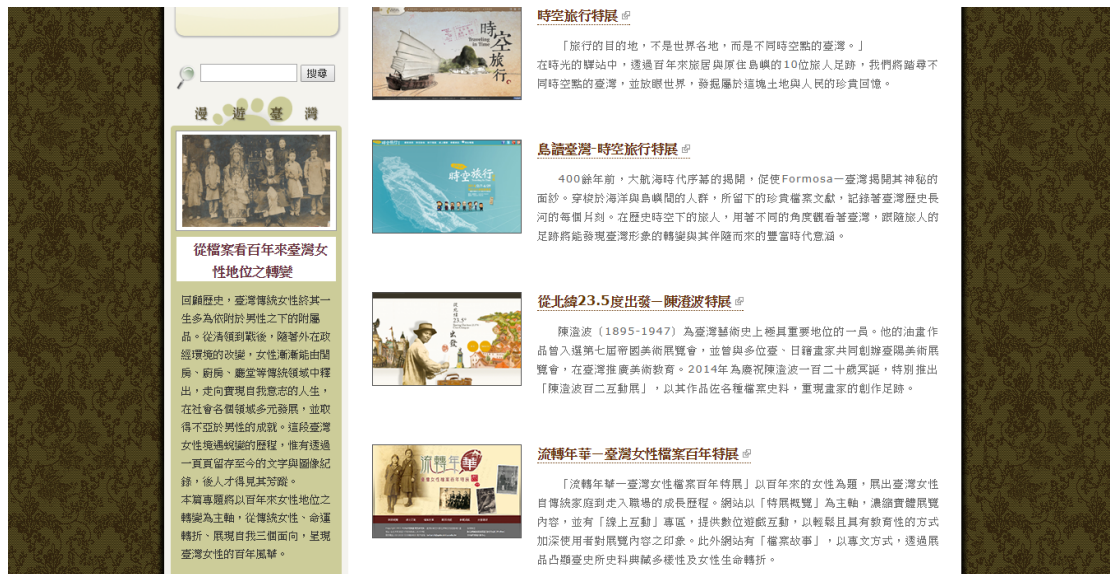 搜尋
漫遊臺灣
從檔案看百年來臺灣女
性地位之轉變
回顧歷史，臺灣傳統女性終其一
生多為依附於男性之下的附屬
品。從清領到戰後，隨著外在政
經環境的改變，女性漸漸能由閨
房、廚房、廳堂等傳統領域中釋
出，走向實現自我意志的人生，
在社會各個領域多元發展，並取
得不亞於男性的成就。這段臺灣
女性境遇蛻變的歷程，惟有透過
一頁頁留存至今的文字與圖像紀
錄，後人才得見其芳蹤。
本篇專題將以百年來女性地位之
轉變為主軸，從傳統女性、命運
轉折、展現自我三個面向，呈現
臺灣女性的百年風華。
時空旅行
Traveling in Time
時空旅行特展
「旅行的目的地，不是世界各地，而是不同時空點的臺灣。」
在時光的驛站中，透過百年來旅居與原住島嶼的10位旅人足跡，我們將踏尋不
同時空點的臺灣，並放眼世界，發掘屬於這塊土地與人民的珍貴回憶。
時空旅行
島讀臺灣-時空旅行特展
400餘年前，大航海時代序幕的揭開，促使Formosa－臺灣揭開其神秘的
面紗。穿梭於海洋與島嶼間的人群，所留下的珍貴檔案文獻，記錄著臺灣歷史長
河的每個片刻。在歷史時空下的旅人，用著不同的角度觀看著臺灣，跟隨旅人的
足跡將能發現臺灣形象的轉變與其伴隨而來的豐富時代意涵。
從北緯
23.5°
出發
從北緯23.5度出發－陳澄波特展
陳澄波（1895-1947）為臺灣藝術史上極具重要地位的一員。他的油畫作
品曾入選第七屆帝國美術展覽會，並曾與多位臺、日籍畫家共同創辦臺陽美術展
覽會，在臺灣推廣美術教育。2014年為慶祝陳澄波一百二十歲冥誕，特別推出
「陳澄波百二互動展」，以其作品在各種檔案史料，重現畫家的創作足跡。
流轉年華
臺灣女性檔案百年特展
流轉年華－臺灣女性檔案百年特展
「流轉年華－臺灣女性檔案百年特展」以百年來的女性為題，展出臺灣女性
自傳統家庭到走入職場的成長歷程。網站以「特展概覽」為主軸，濃縮實體展覽
內容，並有「線上互動」專區，提供數位遊戲互動，以輕鬆且具有教育性的方式
加深使用者對展覽內容之印象。此外網站有「檔案故事」，以專文方式，透過展
品凸顯臺史所史料典藏多樣性及女性生命轉折。